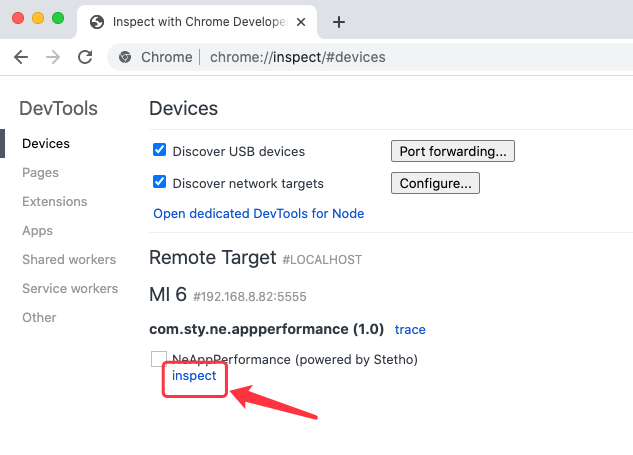 Inspect with Chrome Develope
Chrome | chrome://inspect/#devices
DevTools
Devices
Pages
Extensions
Apps
Shared workers
Service workers
Other
Devices
Discover USB devices
Port forwarding...
Discover network targets
Configure...
Open dedicated DevTools for Node
Remote Target #LOCALHOST
MI 6 #192.168.8.82:5555
com.sty.ne.appperformance (1.0) trace
NeAppPerformance (powered by Stetho)
inspect